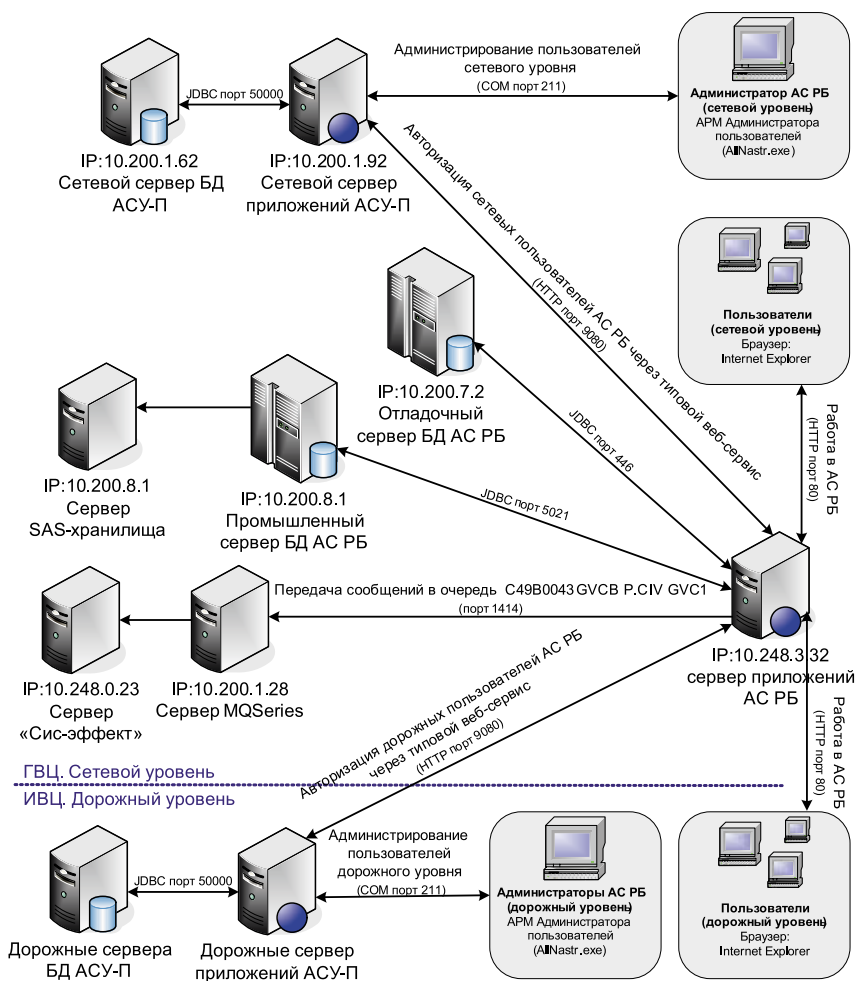 Администрирование пользователей
сетевого уровня
(COM порт 211)
JDBC порт 50000
IP:10.200.1.62
Сетевой сервер БД
АСУ-П
IP:10.200.1.92
Сетевой сервер
приложений АСУ-П
Администратор АС РБ
(сетевой уровень)
АРМ Администратора
пользователей
(AllNastr.exe)
Авторизация сетевых пользователей АС РБ через типовой веб-сервис
(HTTP порт 9080)
Пользователи
(сетевой уровень)
Браузер:
Internet Explorer
IP:10.200.7.2
Отладочный
сервер БД АС РБ
JDBC порт 446
Работа в АС РБ
(HTTP порт 80)
IP:10.200.8.1
Сервер
SAS-хранилища
IP:10.200.8.1
Промышленный
сервер БД АС РБ
JDBC порт 5021
Передача сообщений в очередь C49B0043 GVCB P.CIV GVC1
(порт 1414)
IP:10.248.3.32
сервер приложений
АС РБ
IP:10.248.0.23
Сервер
«Сис-эффект»
IP:10.200.1.28
Сервер MQSeries
Авторизация дорожных пользователей АС РБ
через типовой веб-сервис
(HTTP порт 9080)
Работа в АС РБ
(HTTP порт 80)
ГВЦ. Сетевой уровень
ИВЦ. Дорожный уровень
Администрирование
пользователей
дорожного уровня
(COM порт 211)
JDBC порт 50000
Дорожные сервера
БД АСУ-П
Дорожные сервер
приложений АСУ-П
Администраторы АС РБ
(дорожный уровень)
АРМ Администратора
пользователей
(AllNastr.exe)
Пользователи
(дорожный уровень)
Браузер:
Internet Explorer